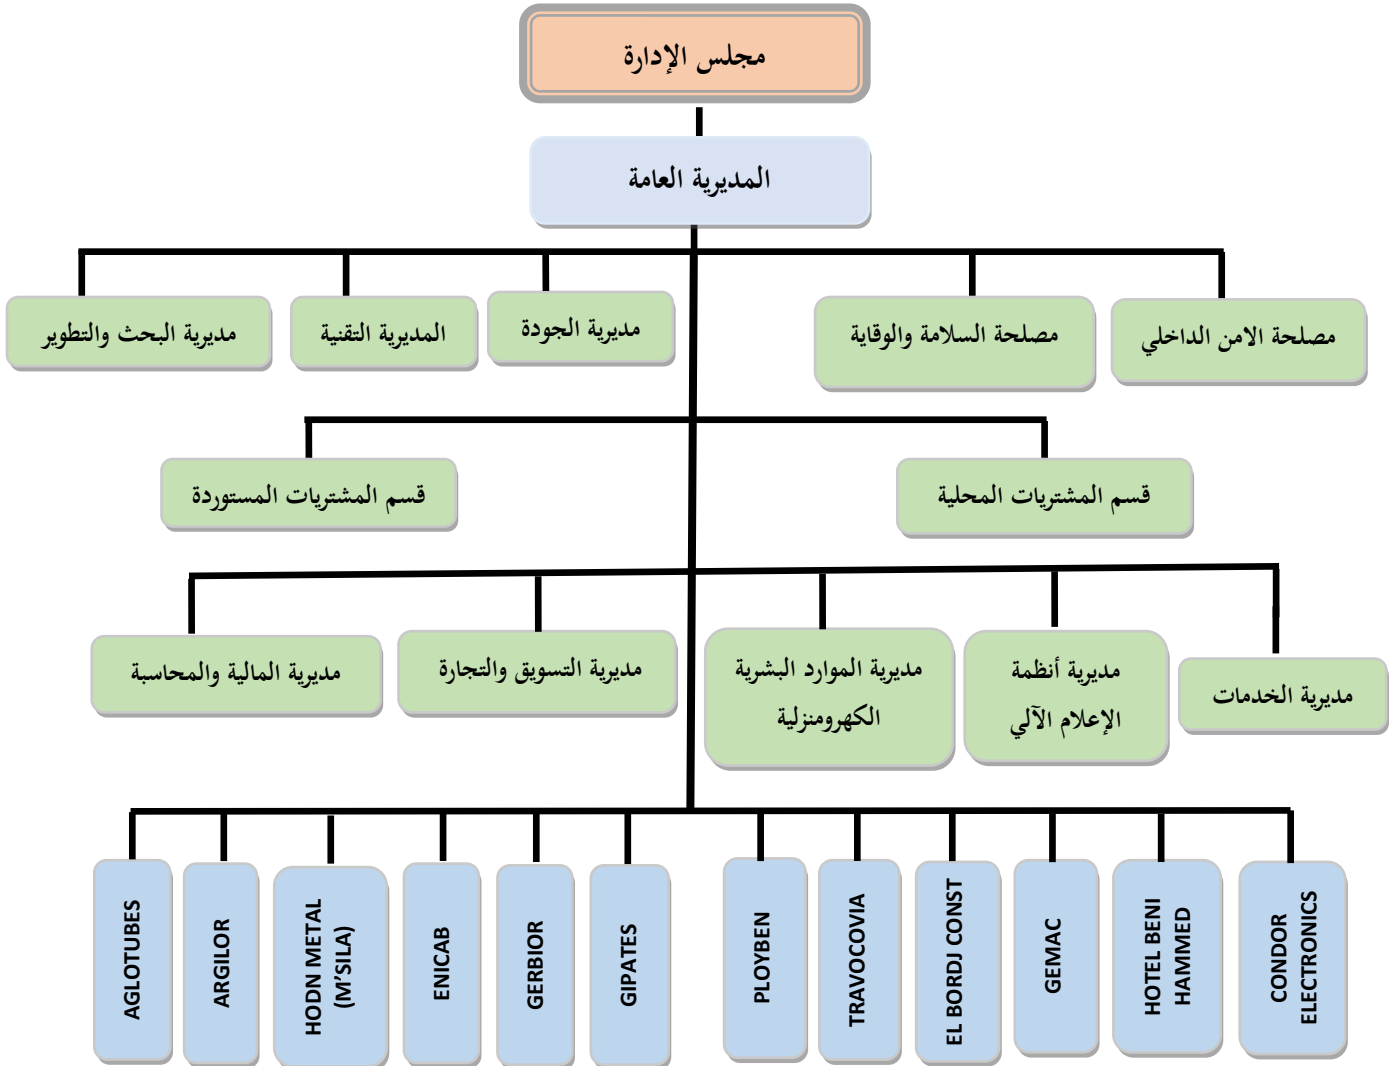 مجلس الإدارة
المديرية العامة
مصلحة الامن الداخلي
مصلحة السلامة والوقاية
مديرية الجودة
المديرية التقنية
مديرية البحث والتطوير
قسم المشتريات المحلية
قسم المشتريات المستوردة
مديرية الخدمات
مديرية أنظمة
الإعلام الآلي
مديرية الموارد البشرية
الكهرومنزلية
مديرية التسويق والتجارة
مديرية المالية والمحاسبة
AGLOTUBES
ARGILOR
HODN METAL
(M'SILA)
ENICAB
GERBIOR
GIPATES
PLOYBEN
TRAVOCOVIA
EL BORDJ CONST
GEMAC
HOTEL BENI
HAMMED
CONDOR
ELECTRONICS